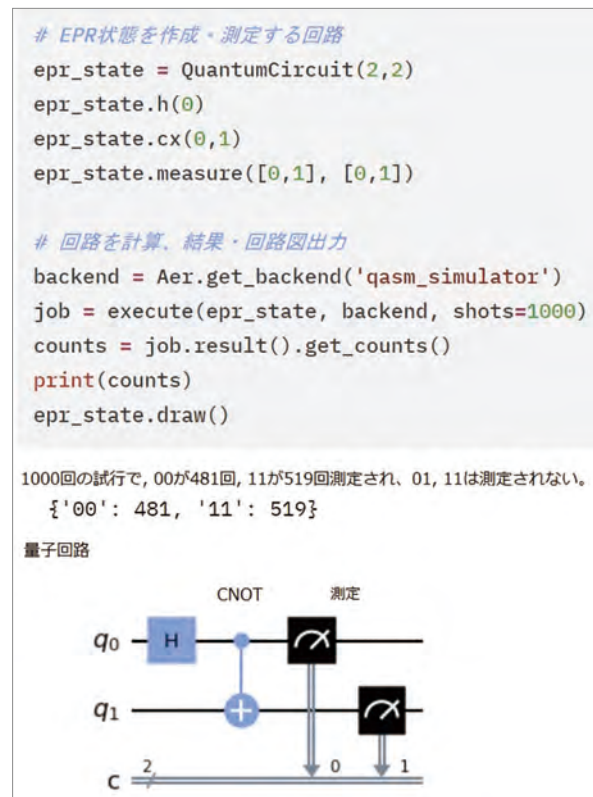 # EPR状態を作成・測定する回路
epr_state = QuantumCircuit(2,2)
epr_state.h(0)
epr_state.cx(0,1)
epr_state.measure([0,1], [0,1])
# 回路を計算、結果・回路図出力
backend = Aer.get_backend('qasm_simulator')
job = execute(epr_state, backend, shots=1000)
counts = job.result().get_counts()
print(counts)
epr_state.draw()
1000回の試行で, 00が481回, 11が519回測定され、01, 11は測定されない。
{'00': 481, '11': 519}
量子回路
CNOT 測定
q0 H
q1
c 2 0 1